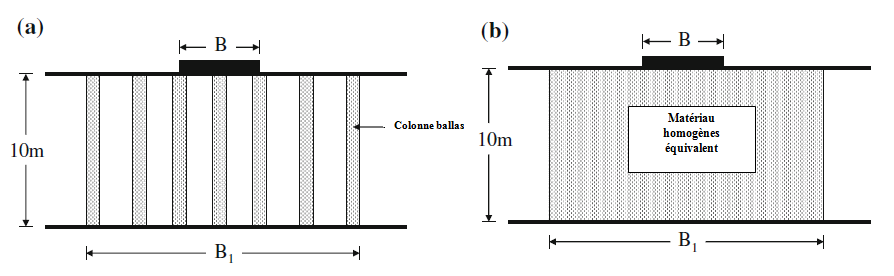 (a)
B
10m
Colonne ballas
B1
(b)
B
10m
Matériau
homogènes
équivalent
B1